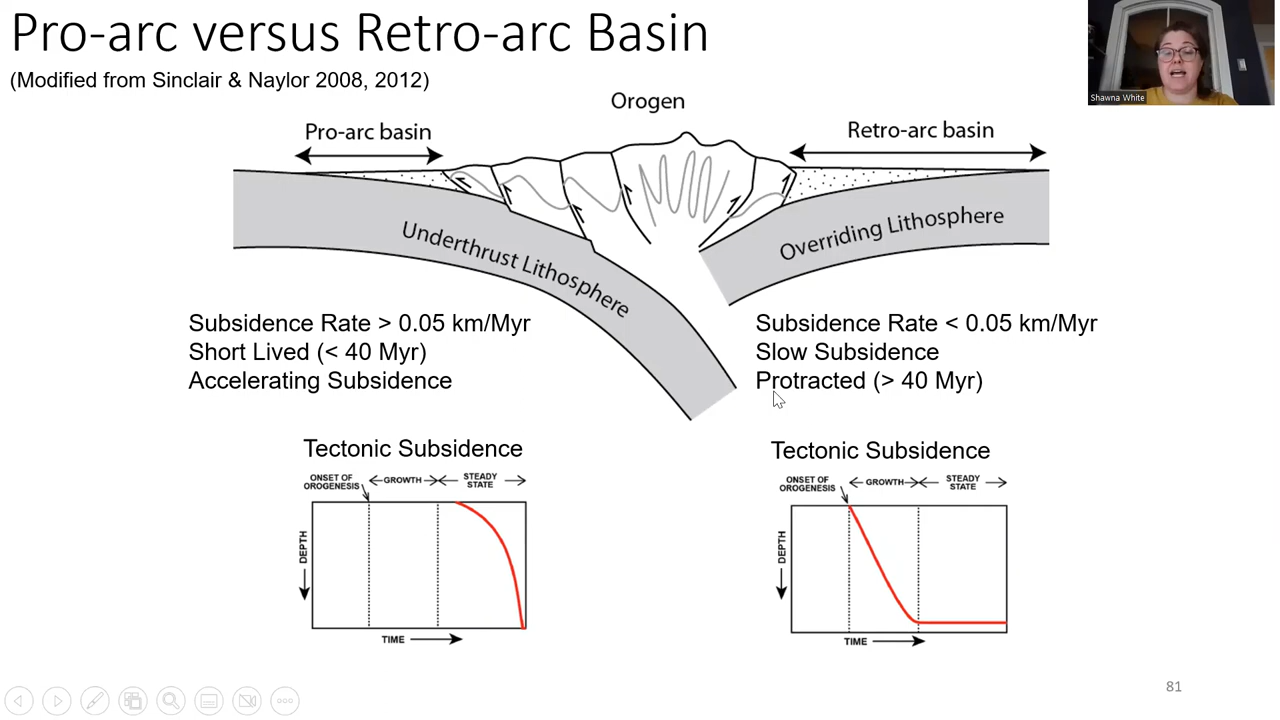 Pro-arc versus Retro-arc Basin
(Modified from Sinclair & Naylor 2008, 2012)
Shawna White
Orogen
Pro-arc basin
Retro-arc basin
Underthrust Lithosphere
Overriding Lithosphere
Subsidence Rate > 0.05 km/Myr
Short Lived (< 40 Myr)
Accelerating Subsidence
Subsidence Rate < 0.05 km/Myr
Slow Subsidence
Protracted (> 40 Myr)
Tectonic Subsidence
ONSET OF
OROGENESIS
GROWTH
STEADY
STATE
DEPTH
TIME
Tectonic Subsidence
ONSET OF
OROGENESIS
GROWTH
STEADY
STATE
DEPTH
TIME
81